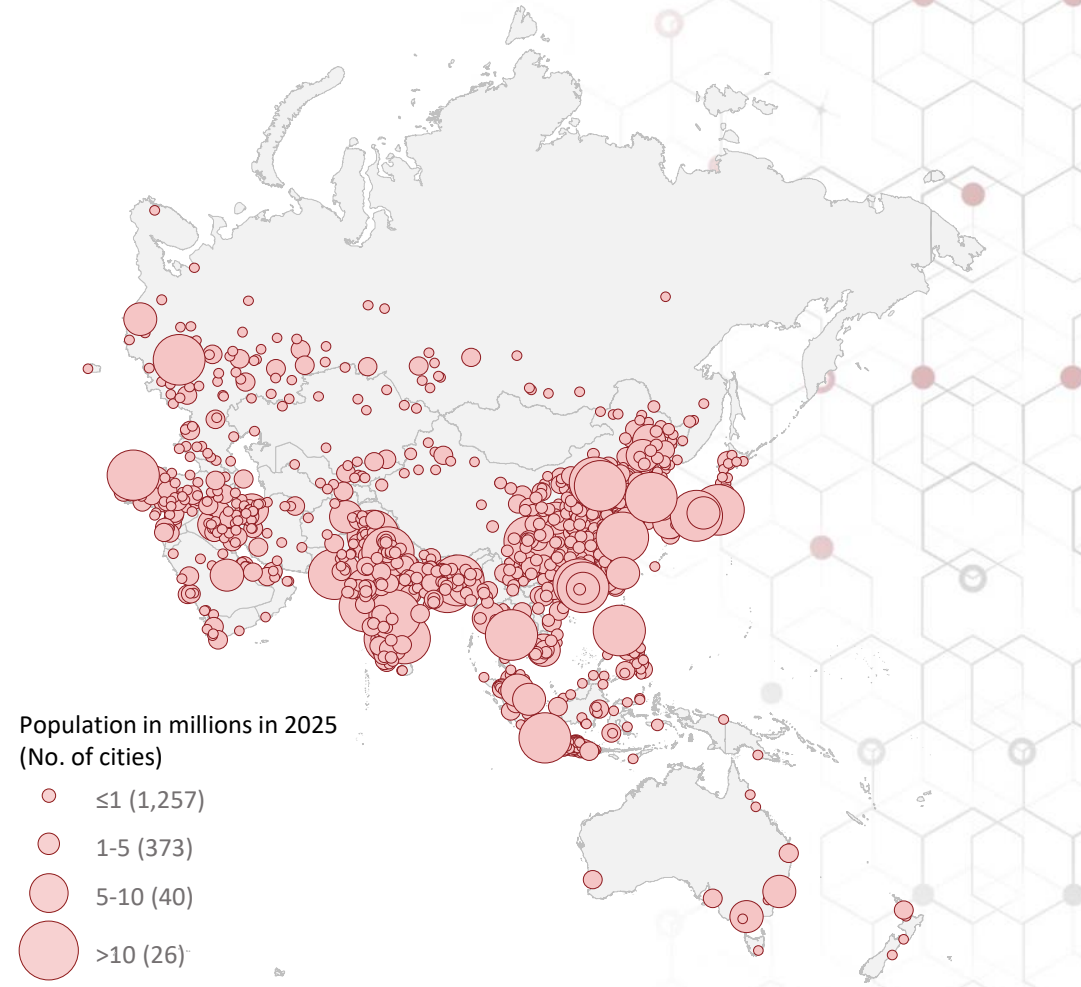 Population in millions in 2025
(No. of cities)
≤1 (1,257)
1-5 (373)
5-10 (40)
>10 (26)